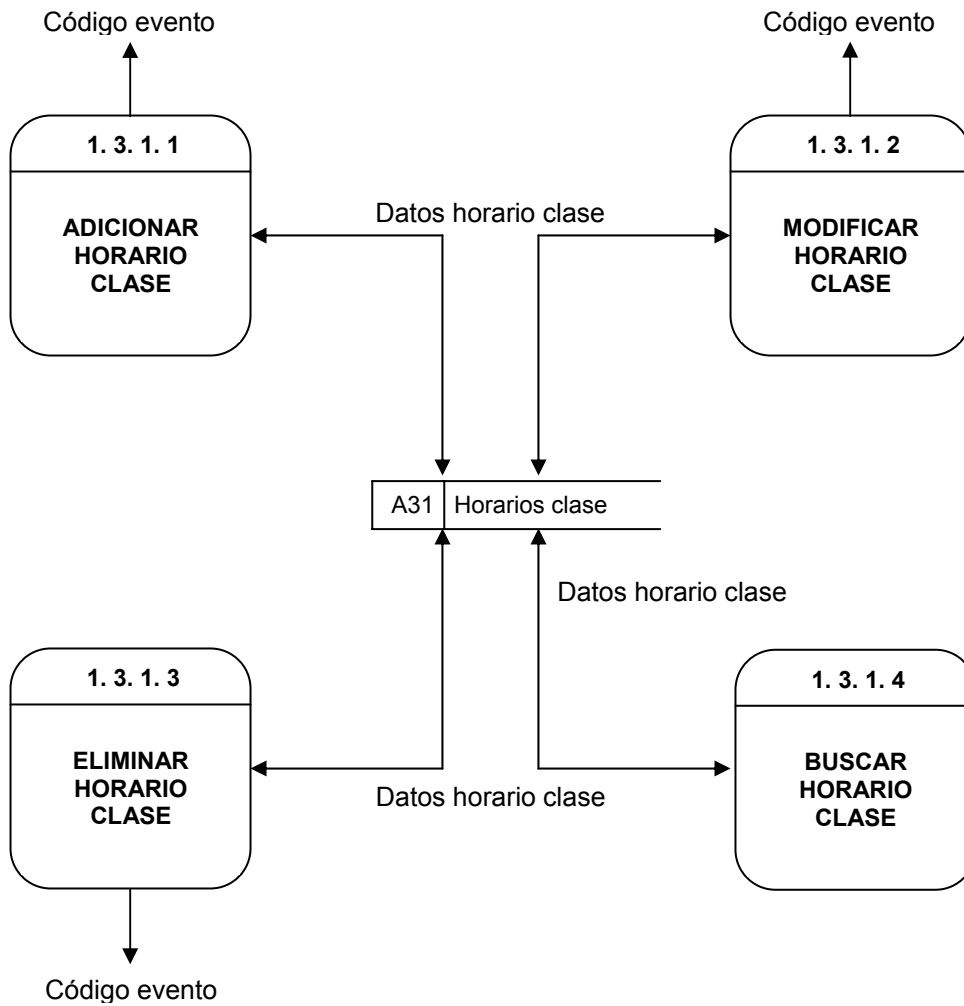 Código evento
Código evento
1. 3. 1. 1
1. 3. 1. 2
ADICIONAR
HORARIO
CLASE
Datos horario clase
MODIFICAR
HORARIO
CLASE
A31
Horarios clase
Datos horario clase
1. 3. 1. 3
1. 3. 1. 4
ELIMINAR
HORARIO
CLASE
Datos horario clase
BUSCAR
HORARIO
CLASE
Código evento